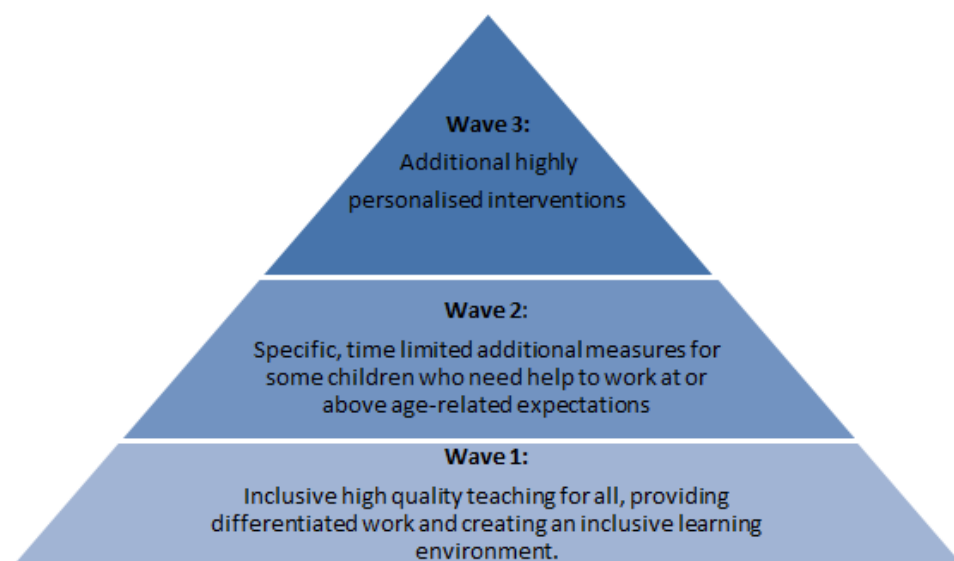 Wave 3:
Additional highly
personalised interventions
Wave 2:
Specific, time limited additional measures for
some children who need help to work at or
above age-related expectations
Wave 1:
Inclusive high quality teaching for all, providing
differentiated work and creating an inclusive learning
environment.